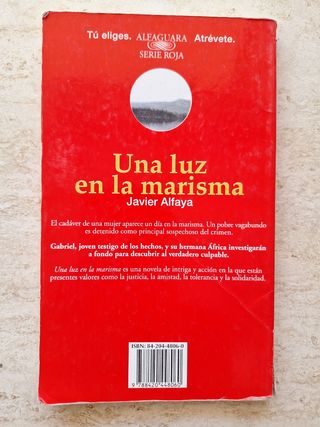 Tú eliges. ALFAGUARA Atrévete.
SERIE ROJA
Una luz
en la marisma
Javier Alfaya
El cadáver de una mujer aparece un día en la marisma. Un pobre vagabundo
es detenido como principal sospechoso del crimen.
Gabriel, joven testigo de los hechos, y su hermana África investigarán
a fondo para descubrir al verdadero culpable.
Una luz en la marisma es una novela de intriga y acción en la que están
presentes valores como la justicia, la amistad, la tolerancia y la solidaridad.
ISBN: 84-204-4806-0
9 788420 448060